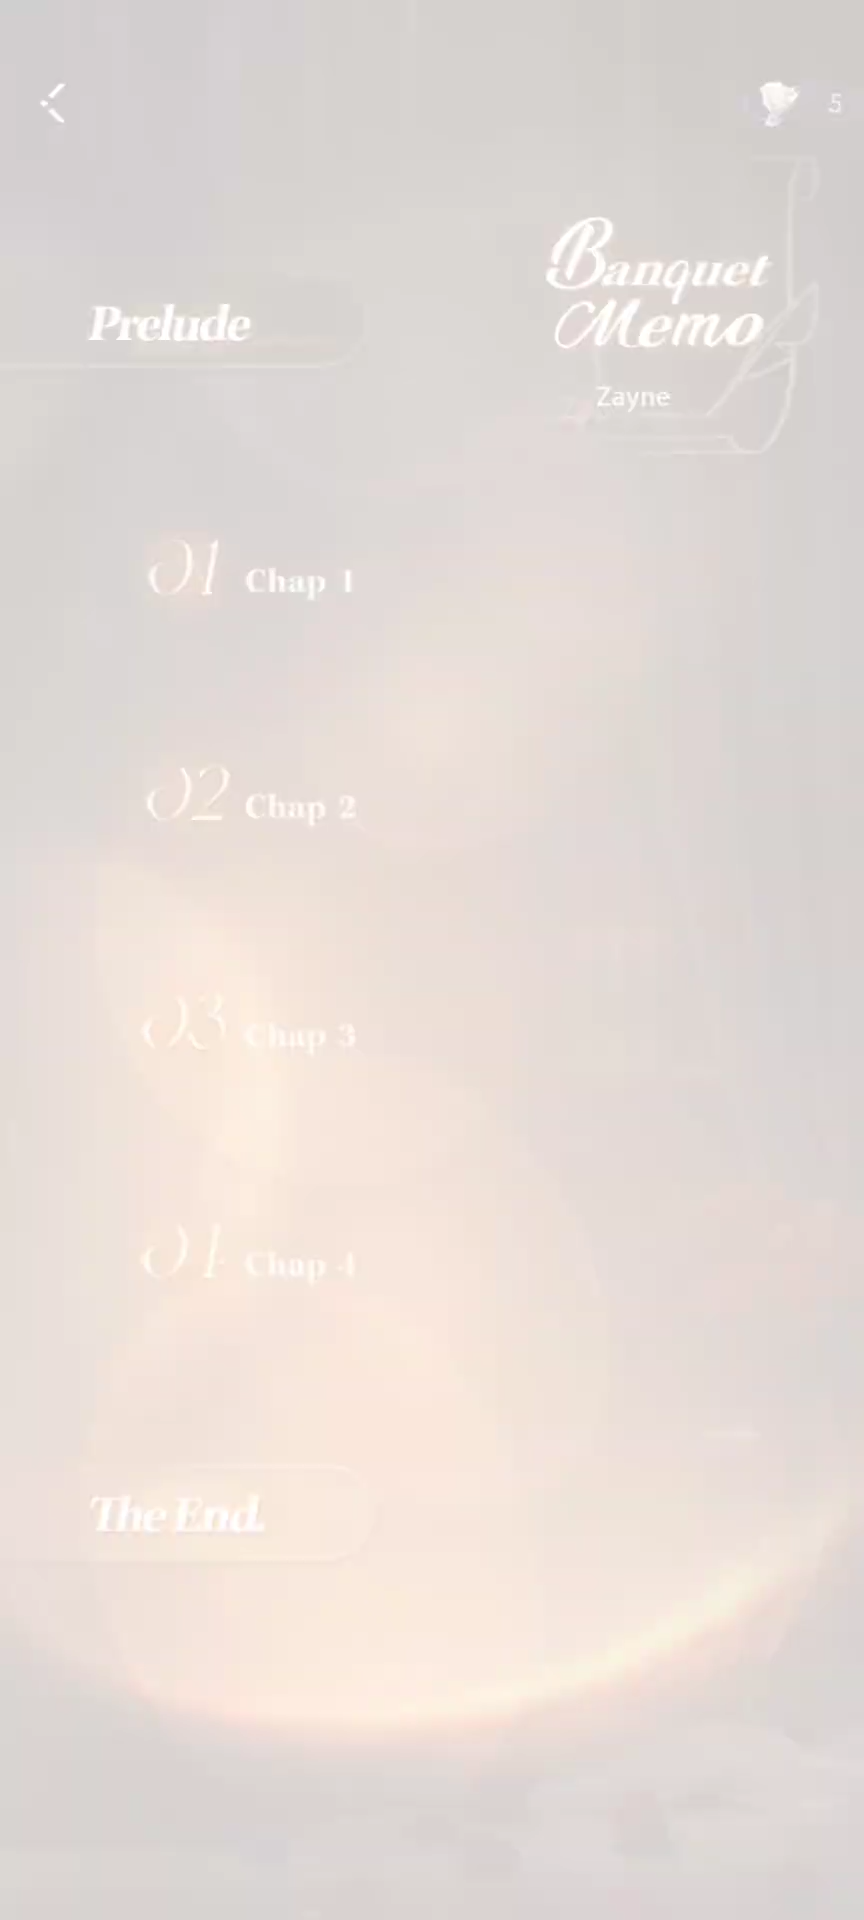 5
Banquet
Memo
Zayne
Prelude
01 Chap 1
02 Chap 2
03 Chap 3
04 Chap 4
The End.